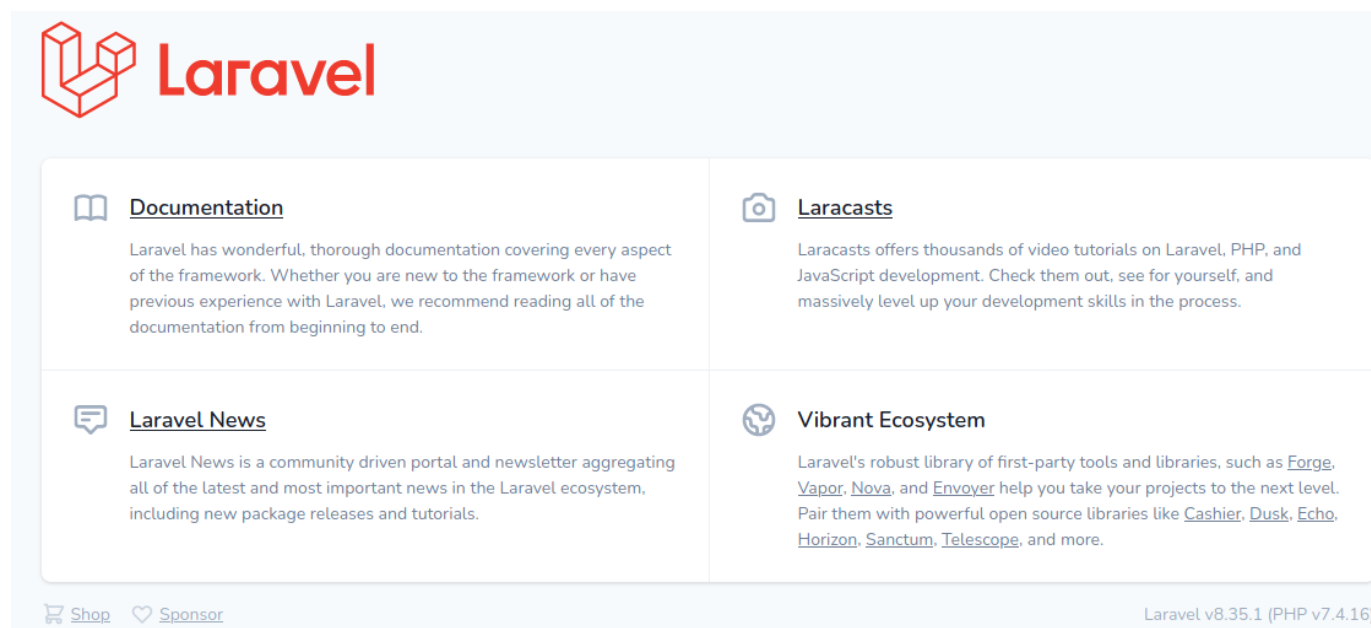 Laravel
Documentation
Laravel has wonderful, thorough documentation covering every aspect
of the framework. Whether you are new to the framework or have
previous experience with Laravel, we recommend reading all of the
documentation from beginning to end.
Laracasts
Laracasts offers thousands of video tutorials on Laravel, PHP, and
JavaScript development. Check them out, see for yourself, and
massively level up your development skills in the process.
Laravel News
Laravel News is a community driven portal and newsletter aggregating
all of the latest and most important news in the Laravel ecosystem,
including new package releases and tutorials.
Vibrant Ecosystem
Laravel's robust library of first-party tools and libraries, such as Forge,
Vapor, Nova, and Envoyer help you take your projects to the next level.
Pair them with powerful open source libraries like Cashier, Dusk, Echo,
Horizon, Sanctum, Telescope, and more.
Shop Sponsor
Laravel v8.35.1 (PHP v7.4.16